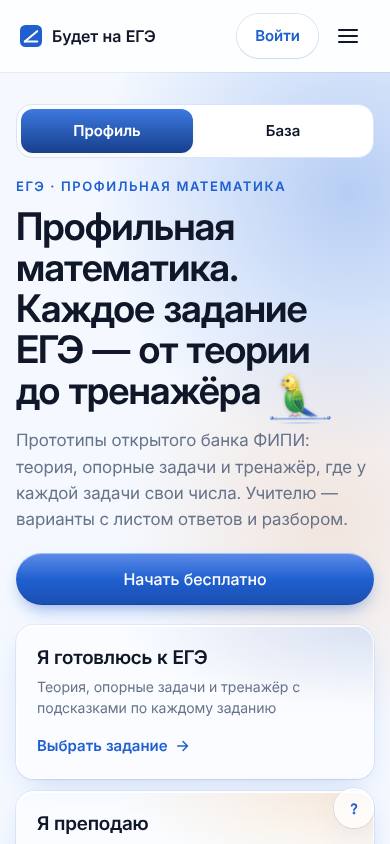 Будет на ЕГЭ
Войти
Профиль
База
ЕГЭ · ПРОФИЛЬНАЯ МАТЕМАТИКА
Профильная
математика.
Каждое задание
ЕГЭ — от теории
до тренажёра
Прототипы открытого банка ФИПИ:
теория, опорные задачи и тренажёр, где у
каждой задачи свои числа. Учителю —
варианты с листом ответов и разбором.
Начать бесплатно
Я готовлюсь к ЕГЭ
Теория, опорные задачи и тренажёр с
подсказками по каждому заданию
Выбрать задание →
Я преподаю
?